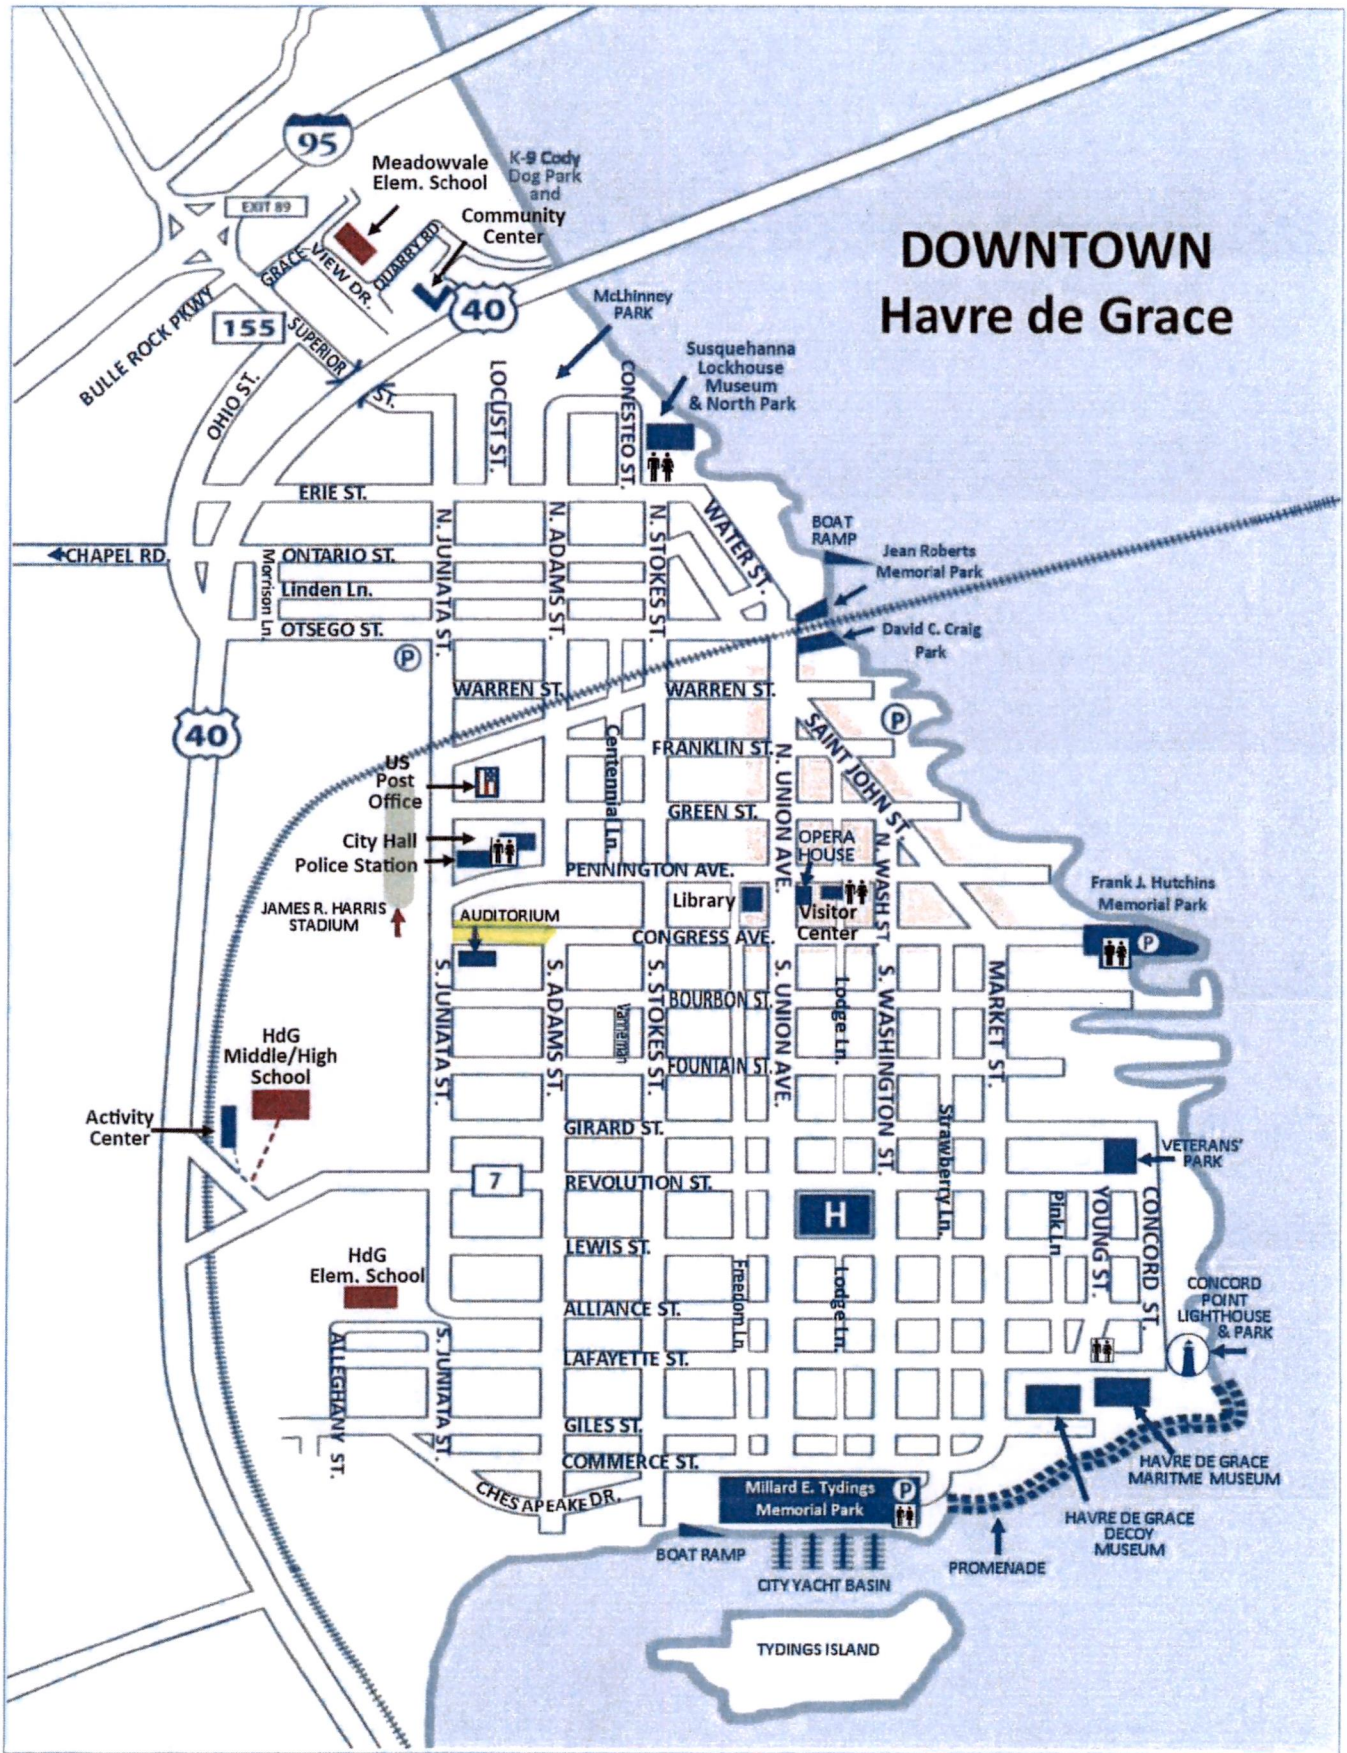 DOWNTOWN
Havre de Grace
95
EXIT 89
Meadowvale
Elem. School
K-9 Cody
Dog Park
and
Community
Center
GRACE
VIEW DR.
QUARRY RD
40
BULLE ROCK PKWY
155
SUPERIOR
ST.
OHIO ST.
McLhinney
PARK
Susquehanna
Lockhouse
Museum
& North Park
LOCUST ST.
CONESTEO ST.
ERIE ST.
WATER ST.
N. JUNIATA ST.
N. ADAMS ST.
N. STOKES ST.
CHAPEL RD.
ONTARIO ST.
Morrison Ln.
Linden Ln.
OTSEGO ST.
BOAT
RAMP
Jean Roberts
Memorial Park
David C. Craig
Park
P
WARREN ST.
WARREN ST.
P
40
SAINT JOHN ST.
Centennial Ln.
FRANKLIN ST.
N. UNION AVE.
US
Post
Office
GREEN ST.
City Hall
Police Station
OPERA
HOUSE
N. WASH ST.
PENNINGTON AVE.
Library
Visitor
Center
Frank J. Hutchins
Memorial Park
P
JAMES R. HARRIS
STADIUM
AUDITORIUM
CONGRESS AVE.
S. JUNIATA ST.
S. ADAMS ST.
S. STOKES ST.
S. UNION AVE.
Lodge Ln.
S. WASHINGTON ST.
MARKET ST.
BOURBON ST.
Vanneman
FOUNTAIN ST.
HdG
Middle/High
School
Activity
Center
GIRARD ST.
Strawberry Ln.
VETERANS'
PARK
7
REVOLUTION ST.
H
Pink Ln
YOUNG ST.
CONCORD ST.
LEWIS ST.
HdG
Elem. School
Freedom Ln.
Lodge Ln.
CONCORD
POINT
LIGHTHOUSE
& PARK
ALLIANCE ST.
ALLEGHANY ST.
S. JUNIATA ST.
LAFAYETTE ST.
GILES ST.
COMMERCE ST.
CHESAPEAKE DR.
Millard E. Tydings
Memorial Park
P
HAVRE DE GRACE
MARITME MUSEUM
HAVRE DE GRACE
DECOY
MUSEUM
BOAT RAMP
PROMENADE
CITY YACHT BASIN
TYDINGS ISLAND